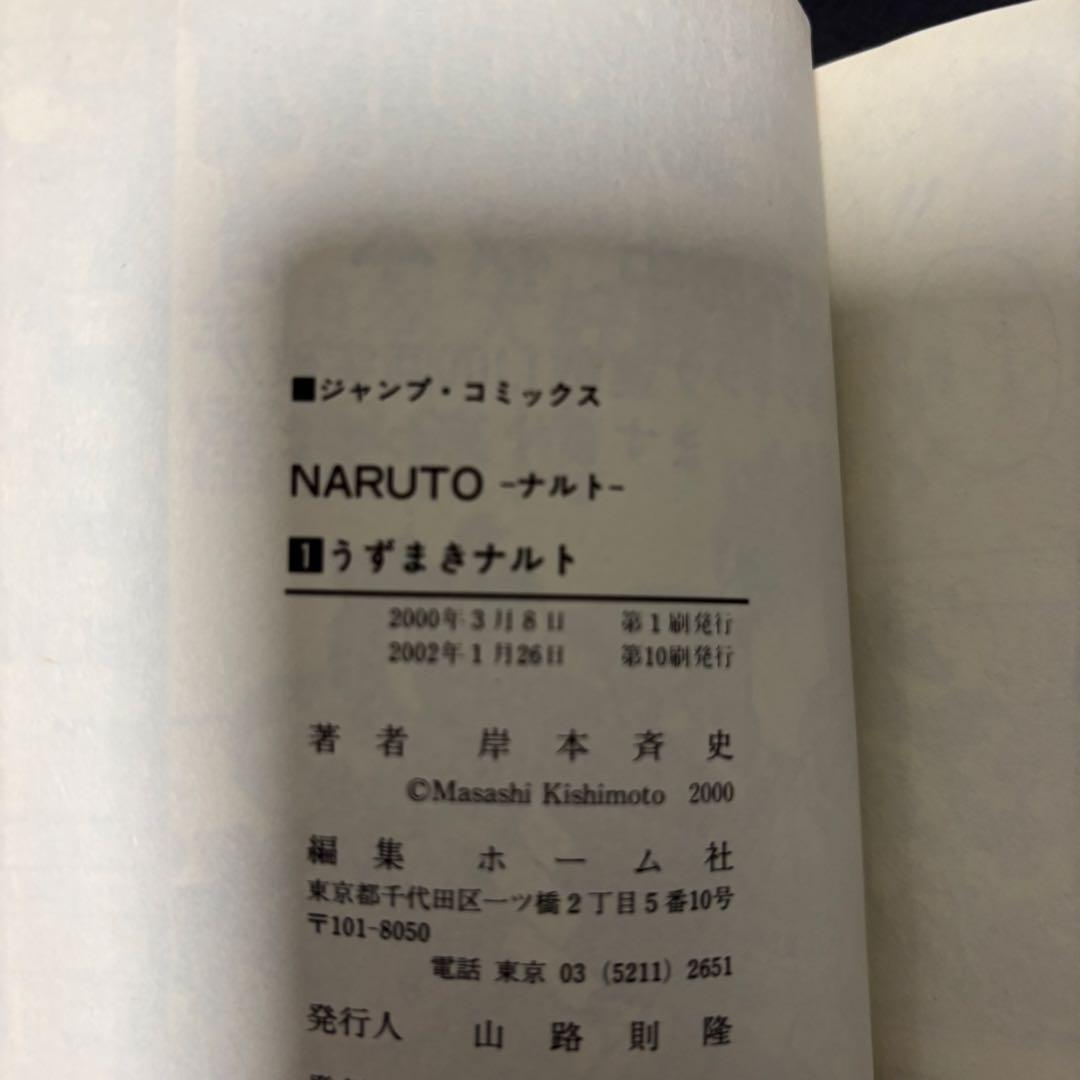 ■ジャンプ・コミックス
NARUTO -ナルト-
1うずまきナルト
2000年3月8日 第1刷発行
2002年1月26日 第10刷発行
著者 岸本斉史
©Masashi Kishimoto 2000
編集 ホーム社
東京都千代田区一ツ橋2丁目5番10号
〒101-8050
電話 東京 03 (5211) 2651
発行人 山路則隆